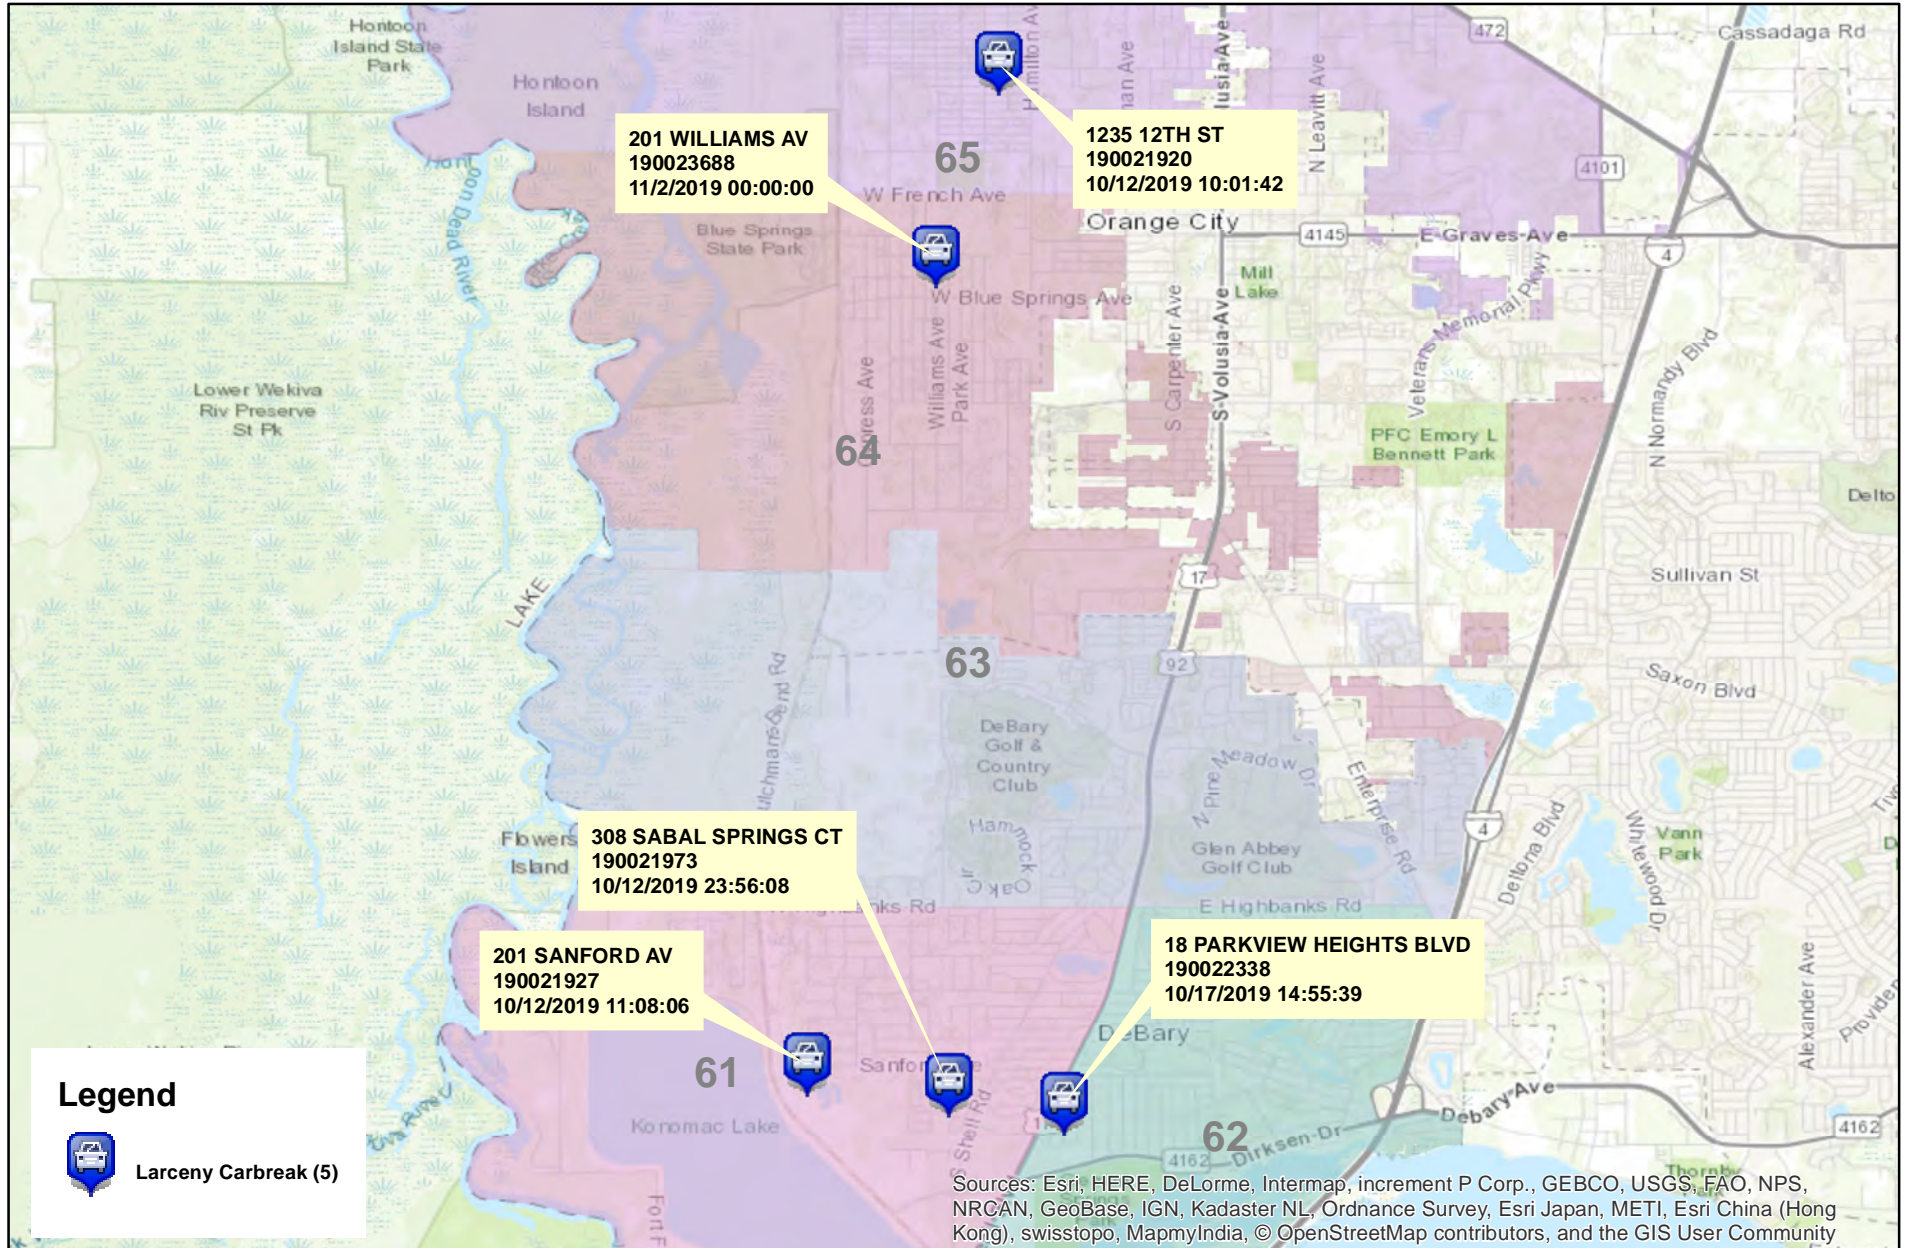 Hontoon
Island State
Park
Hontoon
Island
472
Cassadaga Rd
201 WILLIAMS AV
190023688
11/2/2019 00:00:00
1235 12TH ST
190021920
10/12/2019 10:01:42
65
N Leavitt Ave
4101
W French Ave
Orange City
4145
E Graves Ave
4
Blue Springs
State Park
Mill
Lake
W Blue Springs Ave
Williams Ave
Park Ave
S Carpenter Ave
S Volusia Ave
Veterans Memorial Pkwy
N Normandy Blvd
Lower Wekiva
Riv Preserve
St Pk
64
PFC Emory L
Bennett Park
Delto
LAKE
17
Sullivan St
63
92
Saxon Blvd
DeBary
Golf &
Country
Club
N Pine Meadow Dr
Enterprise Rd
Hammock Oak Cir
Glen Abbey
Golf Club
4
Deltona Blvd
Whitewood Dr
Vann
Park
Flowers
Island
308 SABAL SPRINGS CT
190021973
10/12/2019 23:56:08
E Highbanks Rd
201 SANFORD AV
190021927
10/12/2019 11:08:06
18 PARKVIEW HEIGHTS BLVD
190022338
10/17/2019 14:55:39
Alexander Ave
DeBary
61
Konomac Lake
S Shell Rd
62
Debary Ave
4162
Dirksen Dr
4162
Thornby
Legend
Larceny Carbreak (5)
Sources: Esri, HERE, DeLorme, Intermap, increment P Corp., GEBCO, USGS, FAO, NPS,
NRCAN, GeoBase, IGN, Kadaster NL, Ordnance Survey, Esri Japan, METI, Esri China (Hong
Kong), swisstopo, MapmyIndia, © OpenStreetMap contributors, and the GIS User Community